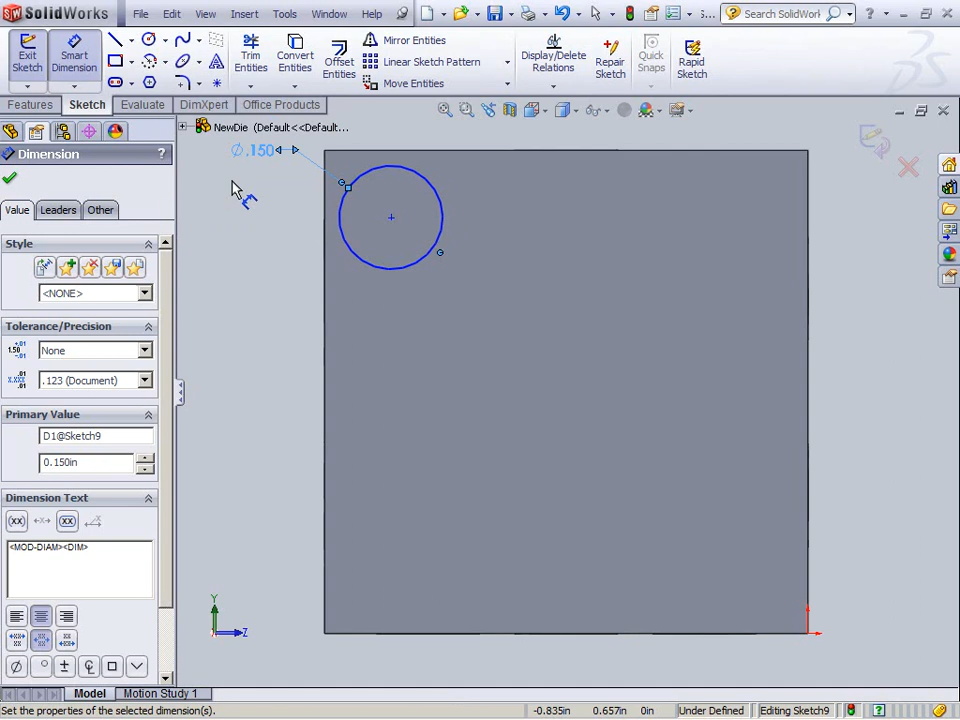 SolidWorks
File
Edit
View
Insert
Tools
Window
Help
S...
Search SolidWork
Exit Sketch
Smart Dimension
Trim Entities
Convert Entities
Offset Entities
Mirror Entities
Linear Sketch Pattern
Move Entities
Display/Delete Relations
Repair Sketch
Quick Snaps
Rapid Sketch
Features
Sketch
Evaluate
DimXpert
Office Products
NewDie (Default<<Default...
Dimension
?
Value
Leaders
Other
Style
<NONE>
Tolerance/Precision
None
.123 (Document)
Primary Value
D1@Sketch9
0.150in
Dimension Text
(xx)
<MOD-DIAM><DIM>
∅.150
Y
Z
Model
Motion Study 1
Set the properties of the selected dimension(s).
-0.835in
0.657in
0in
Under Defined
Editing Sketch9